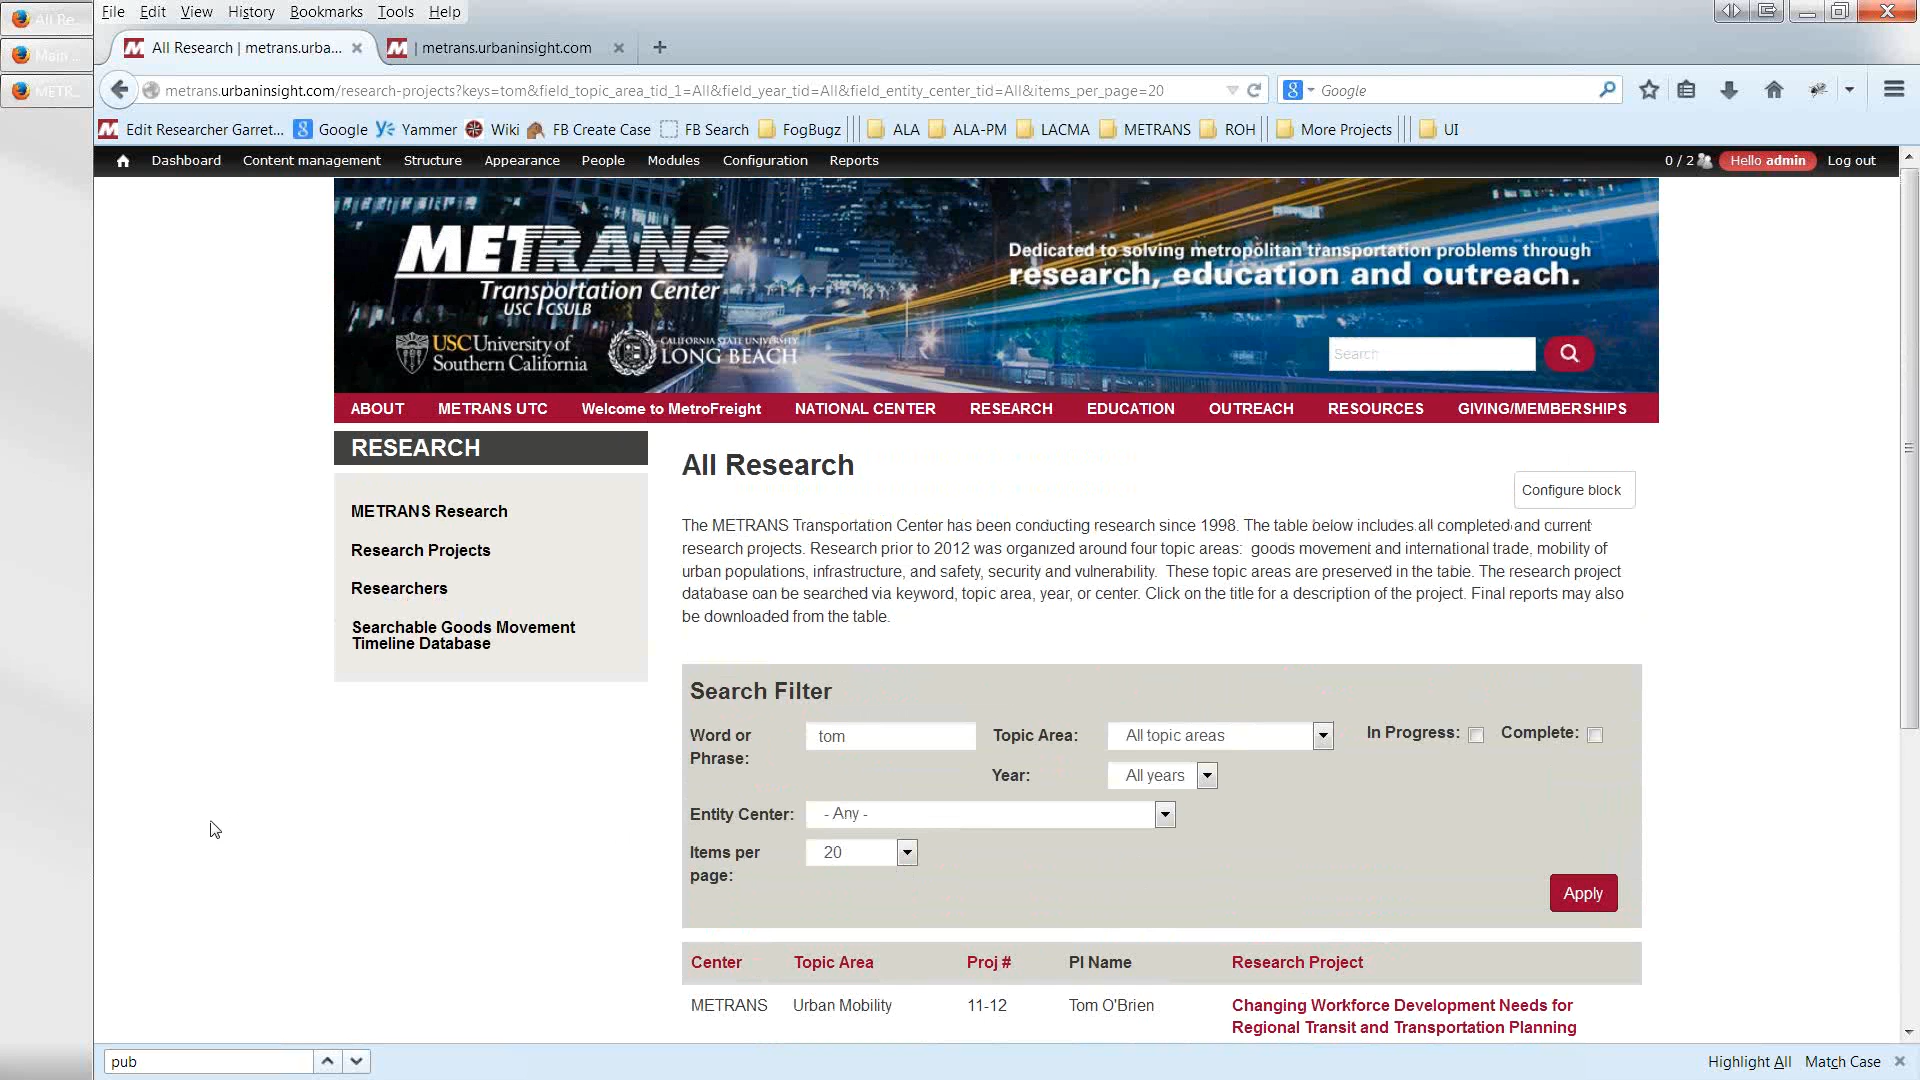 All Re...
Main ...
METR...
File Edit View History Bookmarks Tools Help
All Research | metrans.urba...
| metrans.urbaninsight.com
metrans.urbaninsight.com/research-projects?keys=tom&field_topic_area_tid_1=All&field_year_tid=All&field_entity_center_tid=All&items_per_page=20
Google
Edit Researcher Garret... Google Yammer Wiki FB Create Case FB Search FogBugz ALA ALA-PM LACMA METRANS ROH More Projects UI
Dashboard Content management Structure Appearance People Modules Configuration Reports 0 / 2 Hello admin Log out
METRANS
Transportation Center
USC | CSULB
Dedicated to solving metropolitan transportation problems through
research, education and outreach.
USC University of
Southern California
CALIFORNIA STATE UNIVERSITY
LONG BEACH
Search
ABOUT METRANS UTC Welcome to MetroFreight NATIONAL CENTER RESEARCH EDUCATION OUTREACH RESOURCES GIVING/MEMBERSHIPS
RESEARCH
METRANS Research
Research Projects
Researchers
Searchable Goods Movement
Timeline Database
All Research
Configure block
The METRANS Transportation Center has been conducting research since 1998. The table below includes all completed and current
research projects. Research prior to 2012 was organized around four topic areas: goods movement and international trade, mobility of
urban populations, infrastructure, and safety, security and vulnerability. These topic areas are preserved in the table. The research project
database can be searched via keyword, topic area, year, or center. Click on the title for a description of the project. Final reports may also
be downloaded from the table.
Search Filter
Word or
Phrase:
tom
Topic Area: All topic areas
In Progress: Complete:
Year: All years
Entity Center: - Any -
Items per
page:
20
Apply
Center Topic Area Proj # PI Name Research Project
METRANS Urban Mobility 11-12 Tom O'Brien Changing Workforce Development Needs for
Regional Transit and Transportation Planning
pub
Highlight All Match Case